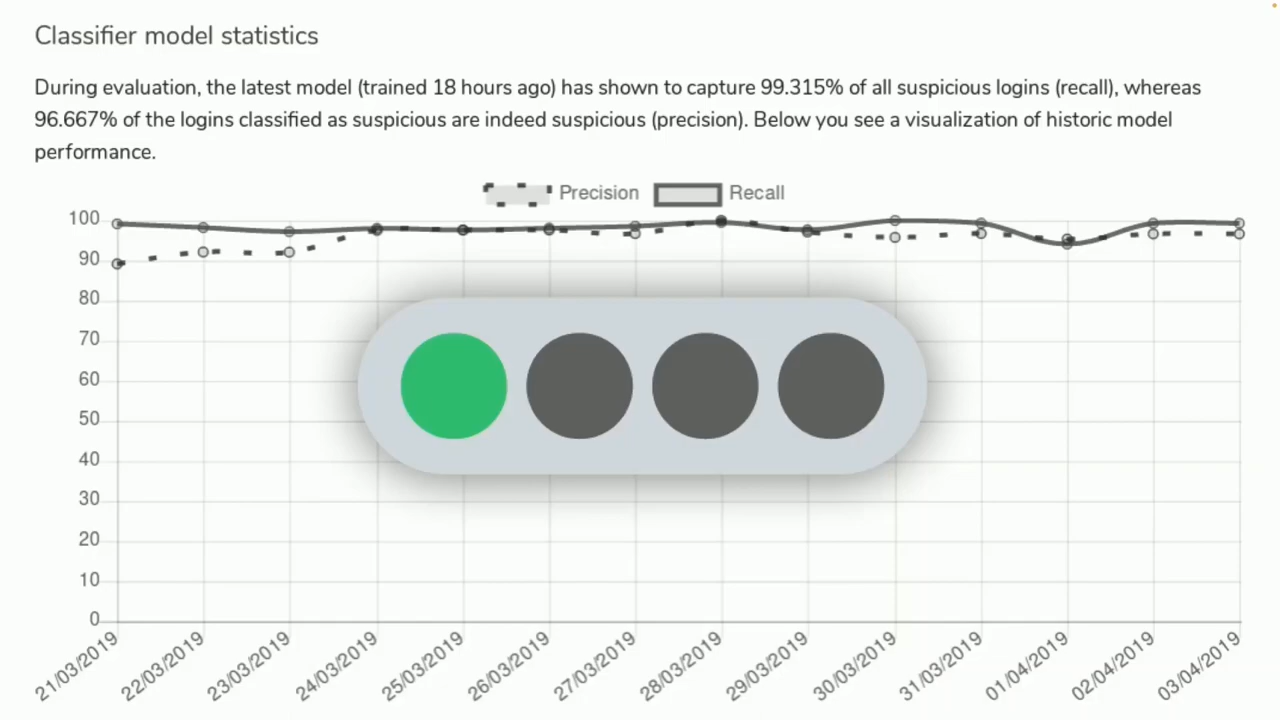 Classifier model statistics
During evaluation, the latest model (trained 18 hours ago) has shown to capture 99.315% of all suspicious logins (recall), whereas
96.667% of the logins classified as suspicious are indeed suspicious (precision). Below you see a visualization of historic model
performance.
Precision Recall
100
90
80
70
60
50
40
30
20
10
0
21/03/2019 22/03/2019 23/03/2019 24/03/2019 25/03/2019 26/03/2019 27/03/2019 28/03/2019 29/03/2019 30/03/2019 31/03/2019 01/04/2019 02/04/2019 03/04/2019